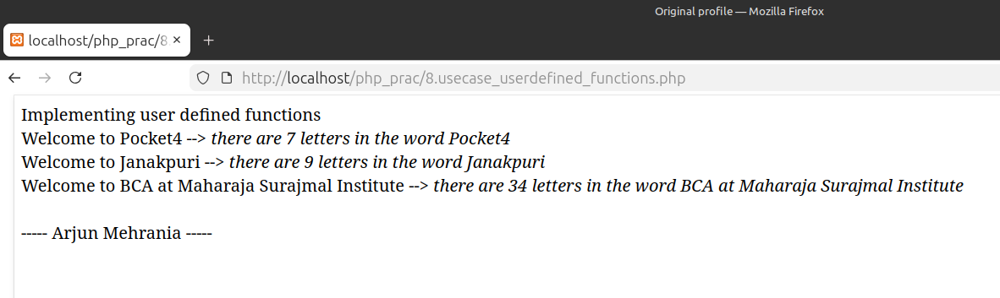 Original profile — Mozilla Firefox
localhost/php_prac/8
http://localhost/php_prac/8.usecase_userdefined_functions.php
Implementing user defined functions
Welcome to Pocket4 --> there are 7 letters in the word Pocket4
Welcome to Janakpuri --> there are 9 letters in the word Janakpuri
Welcome to BCA at Maharaja Surajmal Institute --> there are 34 letters in the word BCA at Maharaja Surajmal Institute
----- Arjun Mehrania -----